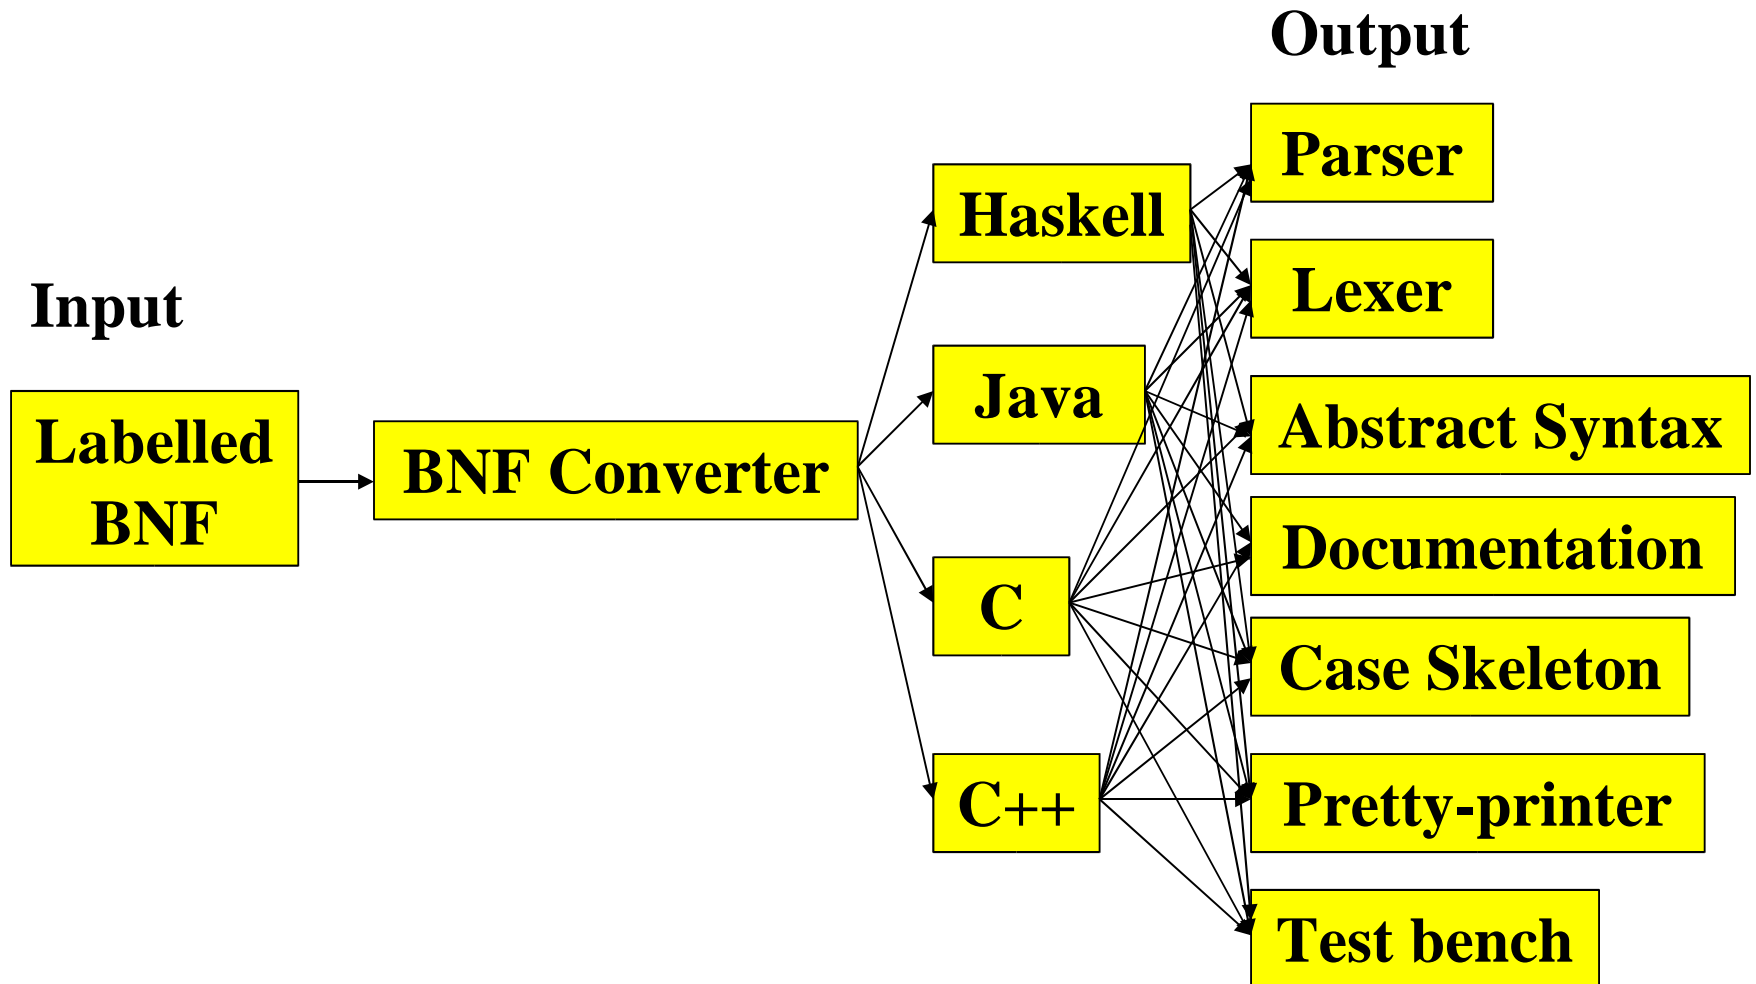 Input
Labelled
BNF
BNF Converter
Haskell
Java
C
C++
Output
Parser
Lexer
Abstract Syntax
Documentation
Case Skeleton
Pretty-printer
Test bench